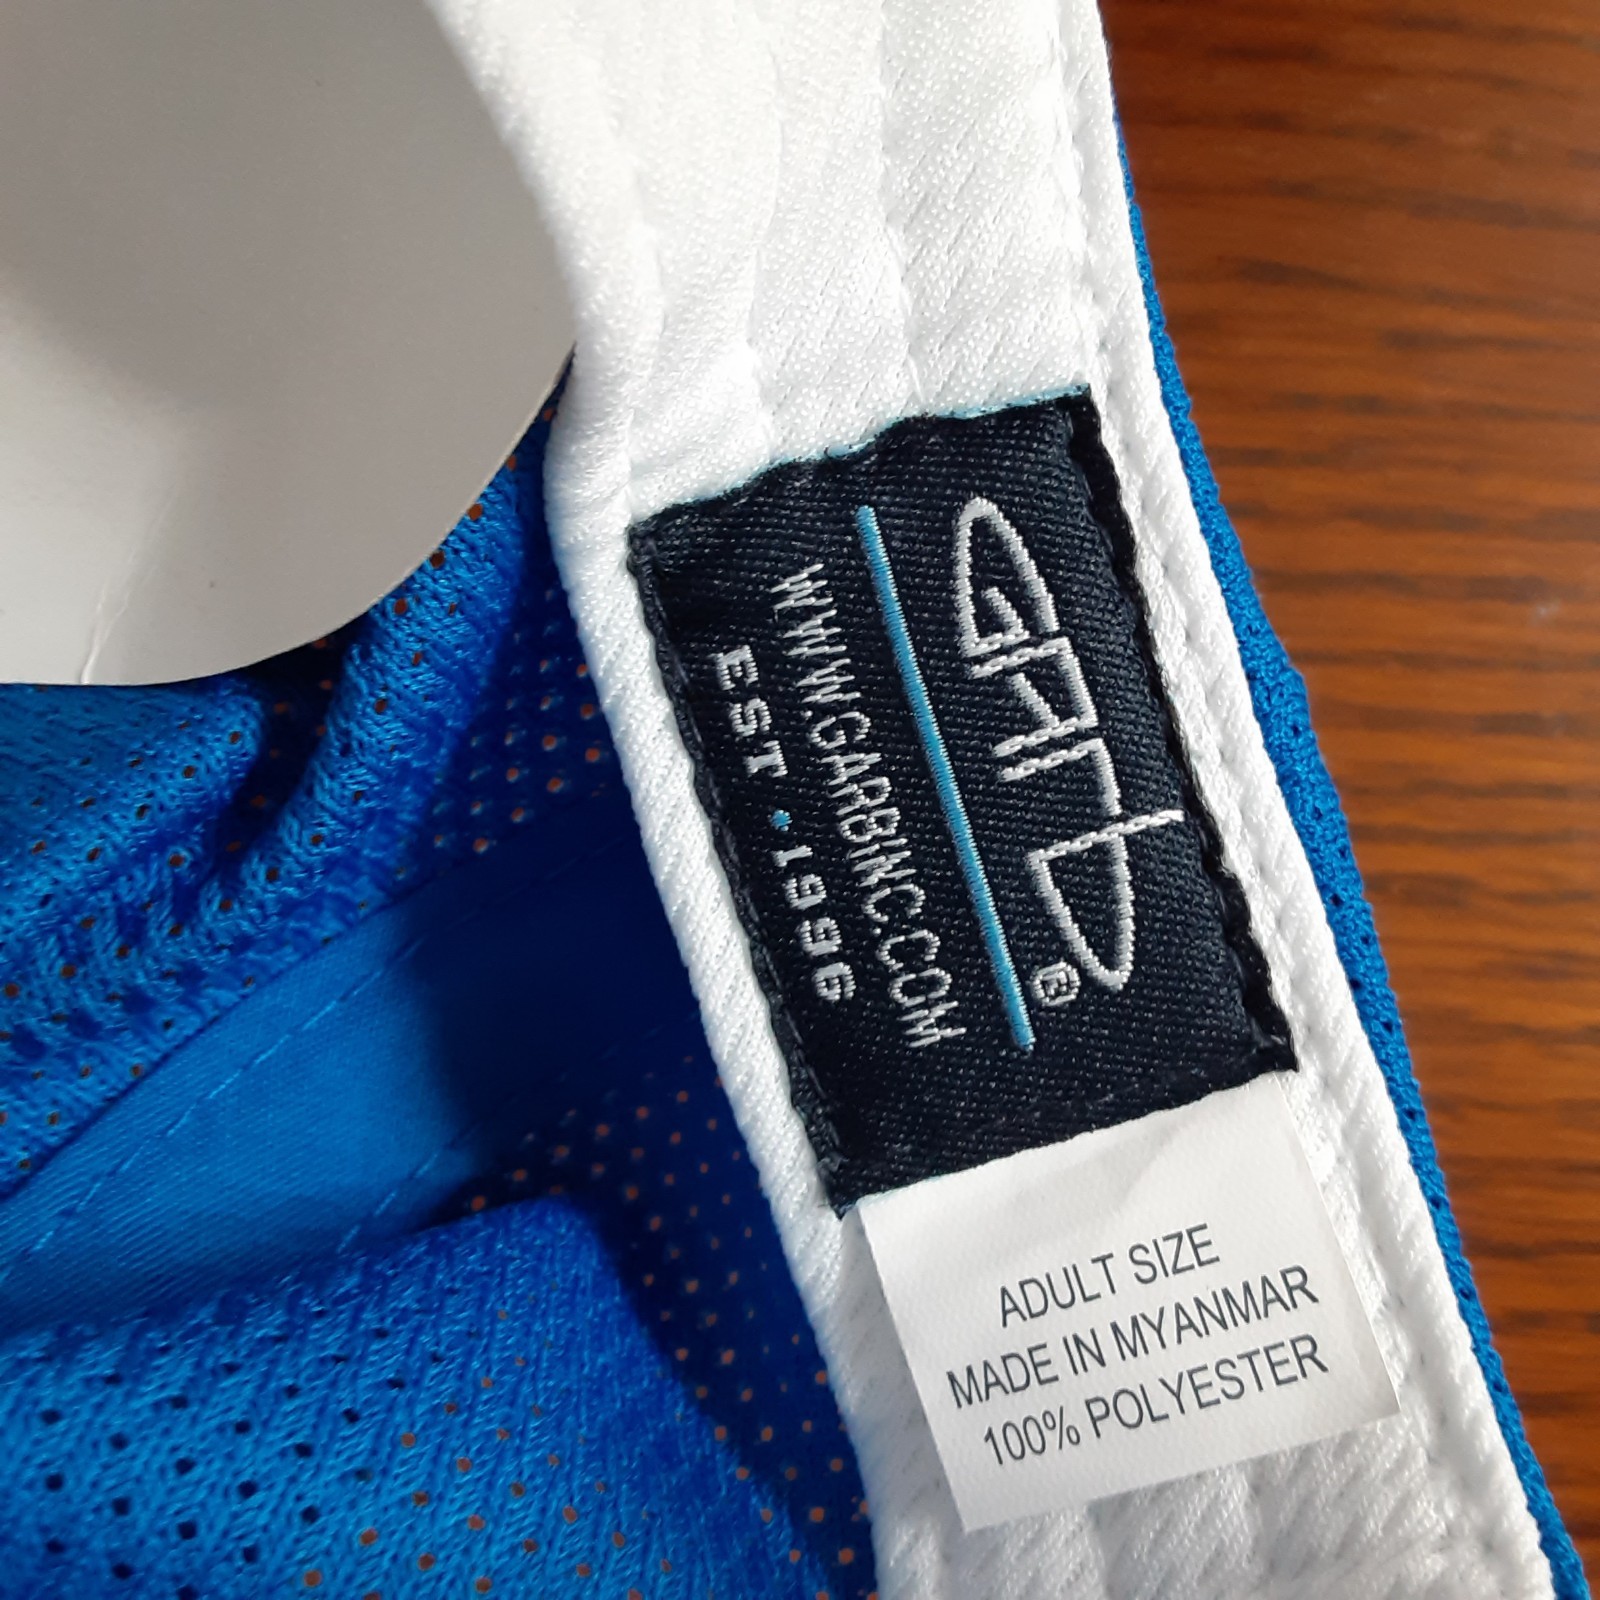 GARB®
WWW.GARBINC.COM
EST • 1996
ADULT SIZE
MADE IN MYANMAR
100% POLYESTER